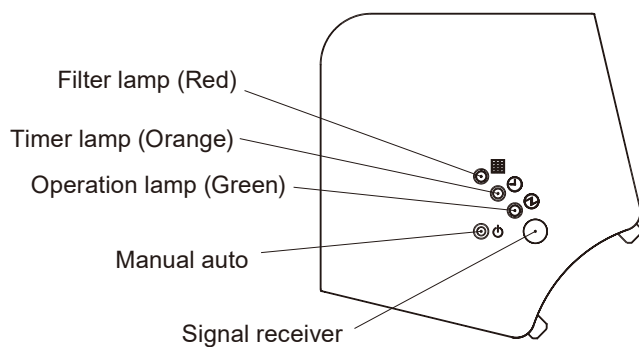 Filter lamp (Red)
Timer lamp (Orange)
Operation lamp (Green)
Manual auto
Signal receiver